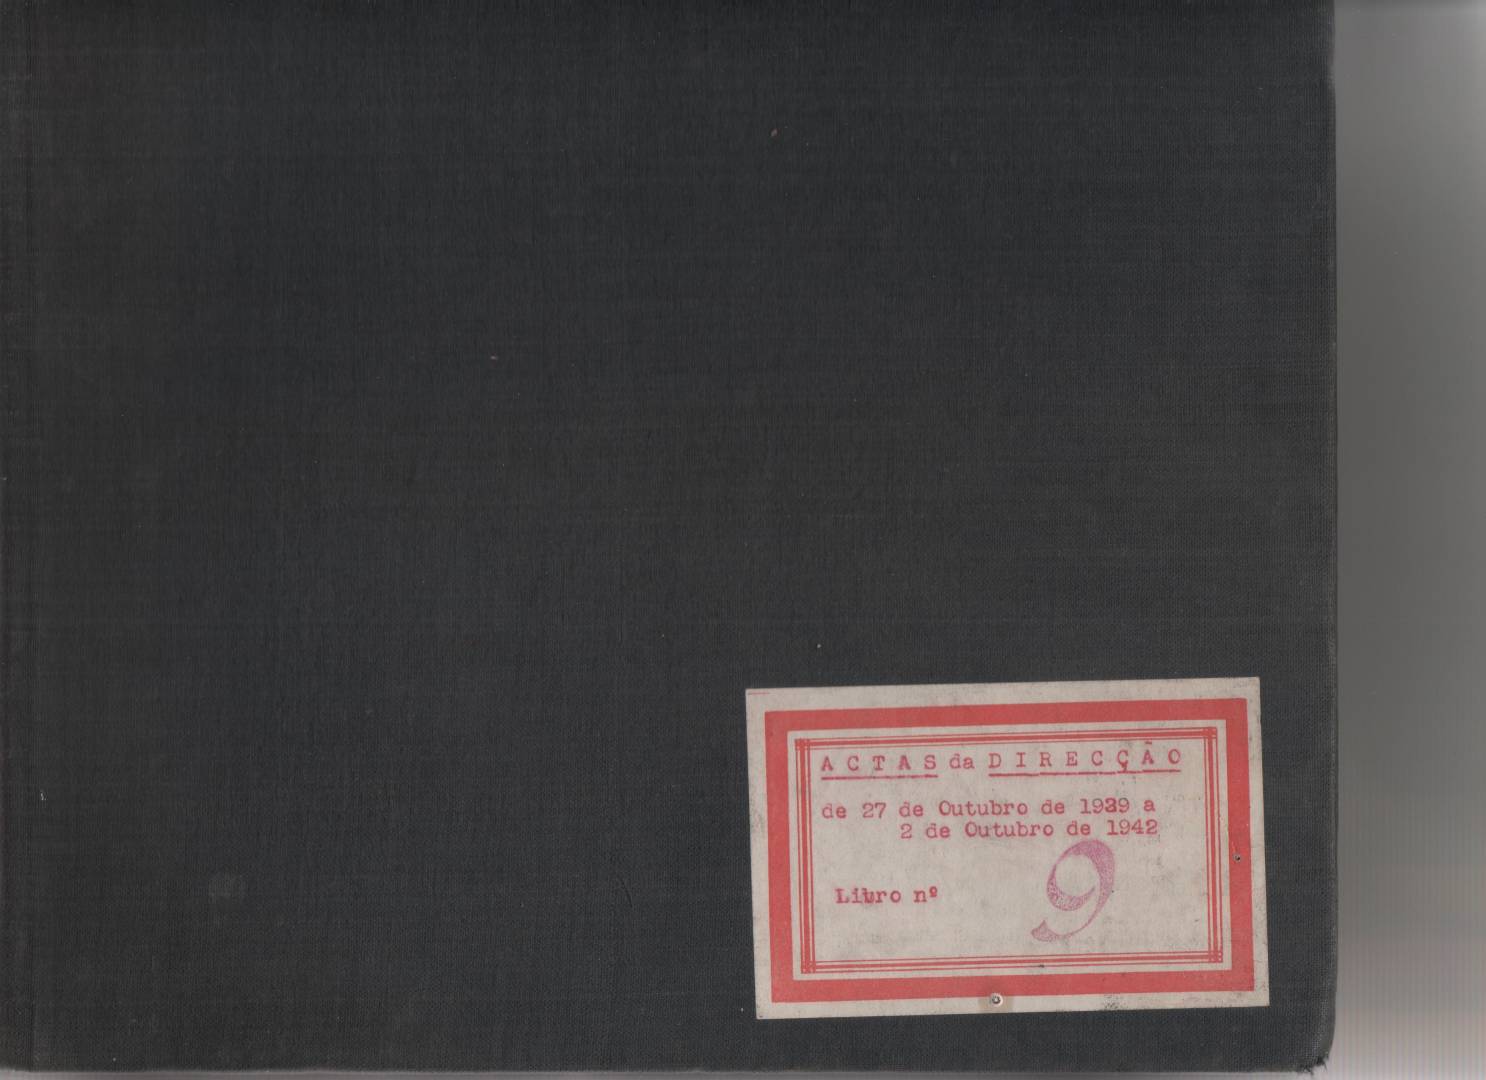 ACTAS da DIRECÇÃO
de 27 de Outubro de 1939 a
2 de Outubro de 1942
Livro nº 9